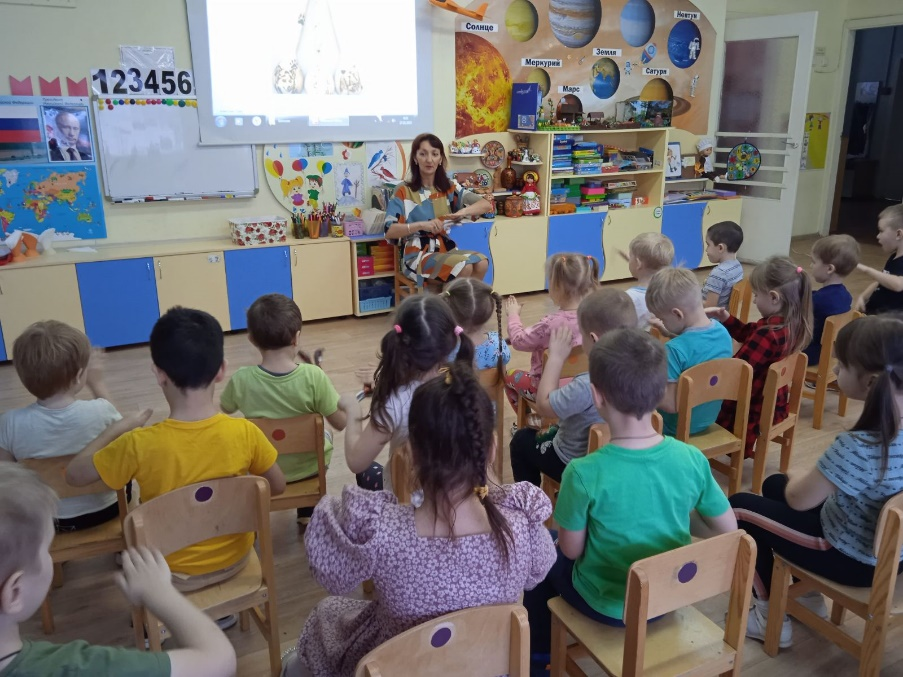 123456
Солнце
Меркурий
Марс
Земля
Сатурн
Нептун